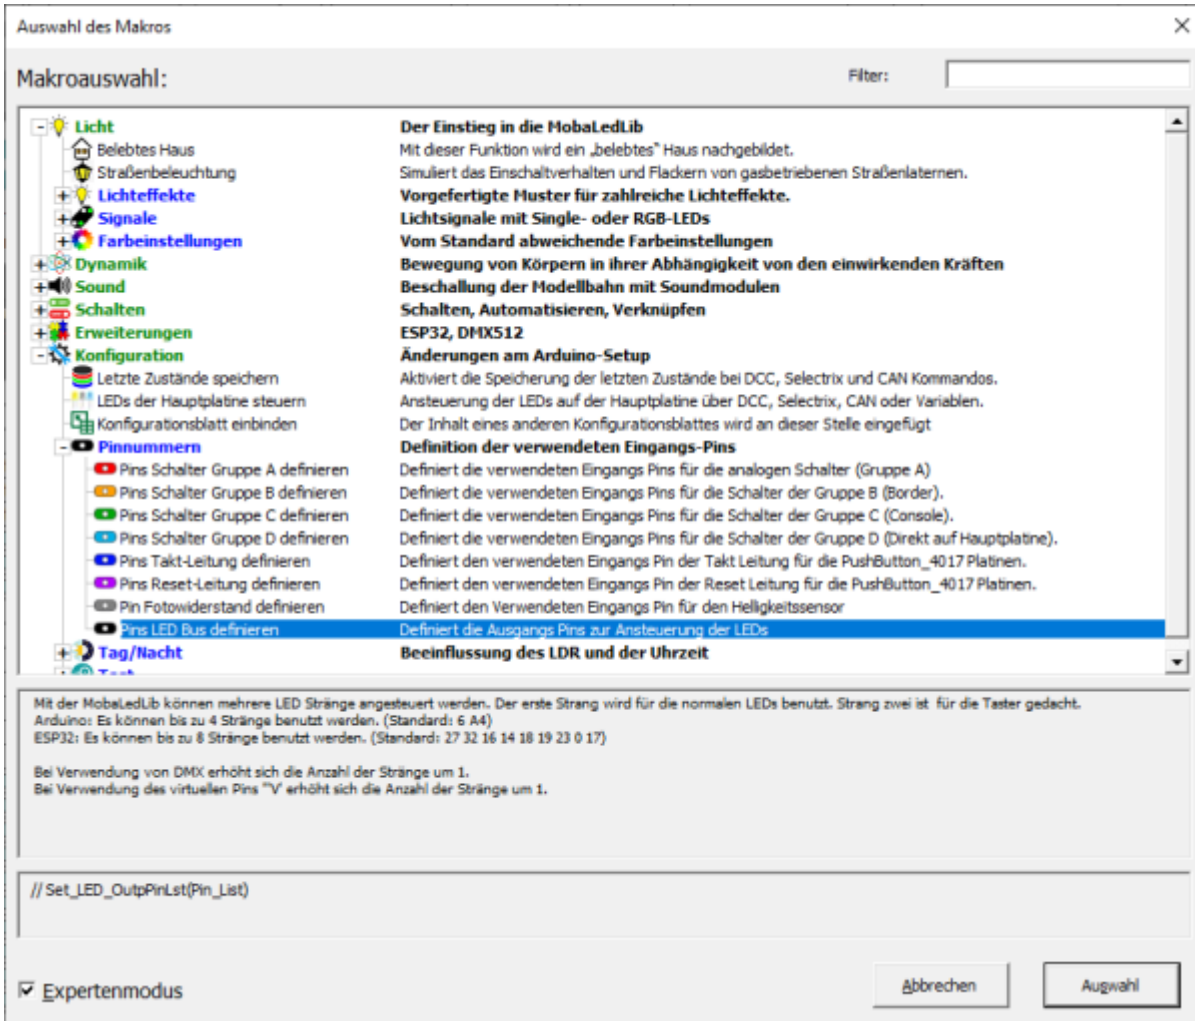 Auswahl des Makros
Makroauswahl:
Filter:
Licht Der Einstieg in die MobaLedLib
Belebtes Haus Mit dieser Funktion wird ein „belebtes“ Haus nachgebildet.
Straßenbeleuchtung Simuliert das Einschaltverhalten und Flackern von gasbetriebenen Straßenlaternen.
Lichteffekte Vorgefertigte Muster für zahlreiche Lichteffekte.
Signale Lichtsignale mit Single- oder RGB-LEDs
Farbeinstellungen Vom Standard abweichende Farbeinstellungen
Dynamik Bewegung von Körpern in ihrer Abhängigkeit von den einwirkenden Kräften
Sound Beschallung der Modellbahn mit Soundmodulen
Schalten Schalten, Automatisieren, Verknüpfen
Erweiterungen ESP32, DMX512
Konfiguration Änderungen am Arduino-Setup
Letzte Zustände speichern Aktiviert die Speicherung der letzten Zustände bei DCC, Selectrix und CAN Kommandos.
LEDs der Hauptplatine steuern Ansteuerung der LEDs auf der Hauptplatine über DCC, Selectrix, CAN oder Variablen.
Konfigurationsblatt einbinden Der Inhalt eines anderen Konfigurationsblattes wird an dieser Stelle eingefügt
Pinnummern Definition der verwendeten Eingangs-Pins
Pins Schalter Gruppe A definieren Definiert die verwendeten Eingangs Pins für die analogen Schalter (Gruppe A)
Pins Schalter Gruppe B definieren Definiert die verwendeten Eingangs Pins für die Schalter der Gruppe B (Border).
Pins Schalter Gruppe C definieren Definiert die verwendeten Eingangs Pins für die Schalter der Gruppe C (Console).
Pins Schalter Gruppe D definieren Definiert die verwendeten Eingangs Pins für die Schalter der Gruppe D (Direkt auf Hauptplatine).
Pins Takt-Leitung definieren Definiert den verwendeten Eingangs Pin der Takt Leitung für die PushButton_4017 Platinen.
Pins Reset-Leitung definieren Definiert den verwendeten Eingangs Pin der Reset Leitung für die PushButton_4017 Platinen.
Pin Fotowiderstand definieren Definiert den Verwendeten Eingangs Pin für den Helligkeitssensor
Pins LED Bus definieren Definiert die Ausgangs Pins zur Ansteuerung der LEDs
Tag/Nacht Beeinflussung des LDR und der Uhrzeit
Mit der MobaLedLib können mehrere LED Stränge angesteuert werden. Der erste Strang wird für die normalen LEDs benutzt. Strang zwei ist für die Taster gedacht.
Arduino: Es können bis zu 4 Stränge benutzt werden. (Standard: 6 A4)
ESP32: Es können bis zu 8 Stränge benutzt werden. (Standard: 27 32 16 14 18 19 23 0 17)
Bei Verwendung von DMX erhöht sich die Anzahl der Stränge um 1.
Bei Verwendung des virtuellen Pins "V' erhöht sich die Anzahl der Stränge um 1.
// Set_LED_OutpPinLst(Pin_List)
Expertenmodus
Abbrechen
Auswahl